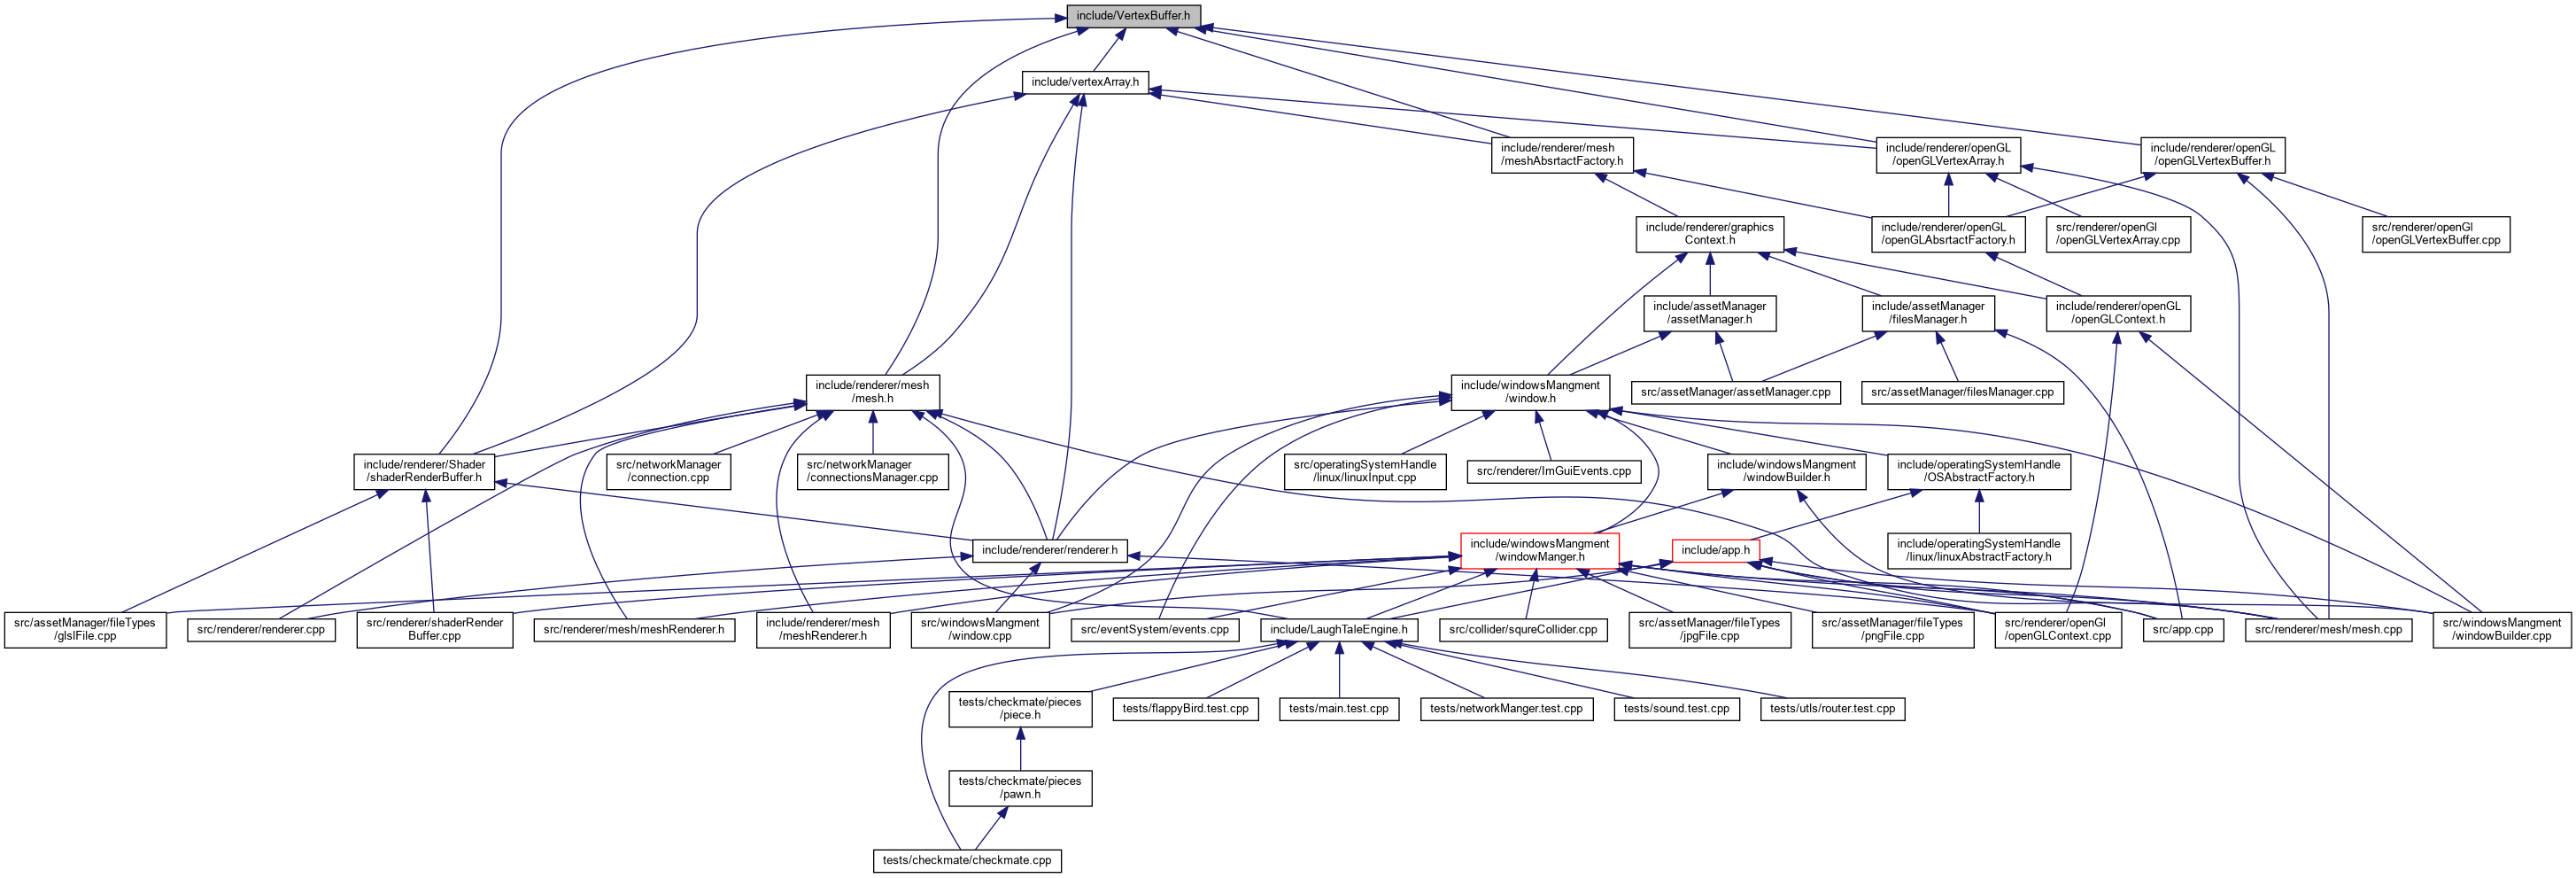 include/VertexBuffer.h
include/vertexArray.h
include/renderer/mesh
/meshAbsrtactFactory.h
include/renderer/openGL
/openGLVertexArray.h
include/renderer/openGL
/openGLVertexBuffer.h
include/renderer/graphics
Context.h
include/renderer/openGL
/openGLAbsrtactFactory.h
src/renderer/openGl
/openGLVertexArray.cpp
src/renderer/openGl
/openGLVertexBuffer.cpp
include/assetManager
/assetManager.h
include/assetManager
/filesManager.h
include/renderer/openGL
/openGLContext.h
include/renderer/mesh
/mesh.h
include/windowsMangment
/window.h
src/assetManager/assetManager.cpp
src/assetManager/filesManager.cpp
include/renderer/Shader
/shaderRenderBuffer.h
src/networkManager
/connection.cpp
src/networkManager
/connectionsManager.cpp
src/operatingSystemHandle
/linux/linuxInput.cpp
src/renderer/ImGuiEvents.cpp
include/windowsMangment
/windowBuilder.h
include/operatingSystemHandle
/OSAbstractFactory.h
include/renderer/renderer.h
include/windowsMangment
/windowManger.h
include/app.h
include/operatingSystemHandle
/linux/linuxAbstractFactory.h
src/assetManager/fileTypes
/glslFile.cpp
src/renderer/renderer.cpp
src/renderer/shaderRender
Buffer.cpp
src/renderer/mesh/meshRenderer.h
include/renderer/mesh
/meshRenderer.h
src/windowsMangment
/window.cpp
src/eventSystem/events.cpp
include/LaughTaleEngine.h
src/collider/squreCollider.cpp
src/assetManager/fileTypes
/jpgFile.cpp
src/assetManager/fileTypes
/pngFile.cpp
src/renderer/openGl
/openGLContext.cpp
src/app.cpp
src/renderer/mesh/mesh.cpp
src/windowsMangment
/windowBuilder.cpp
tests/checkmate/pieces
/piece.h
tests/flappyBird.test.cpp
tests/main.test.cpp
tests/networkManger.test.cpp
tests/sound.test.cpp
tests/utls/router.test.cpp
tests/checkmate/pieces
/pawn.h
tests/checkmate/checkmate.cpp